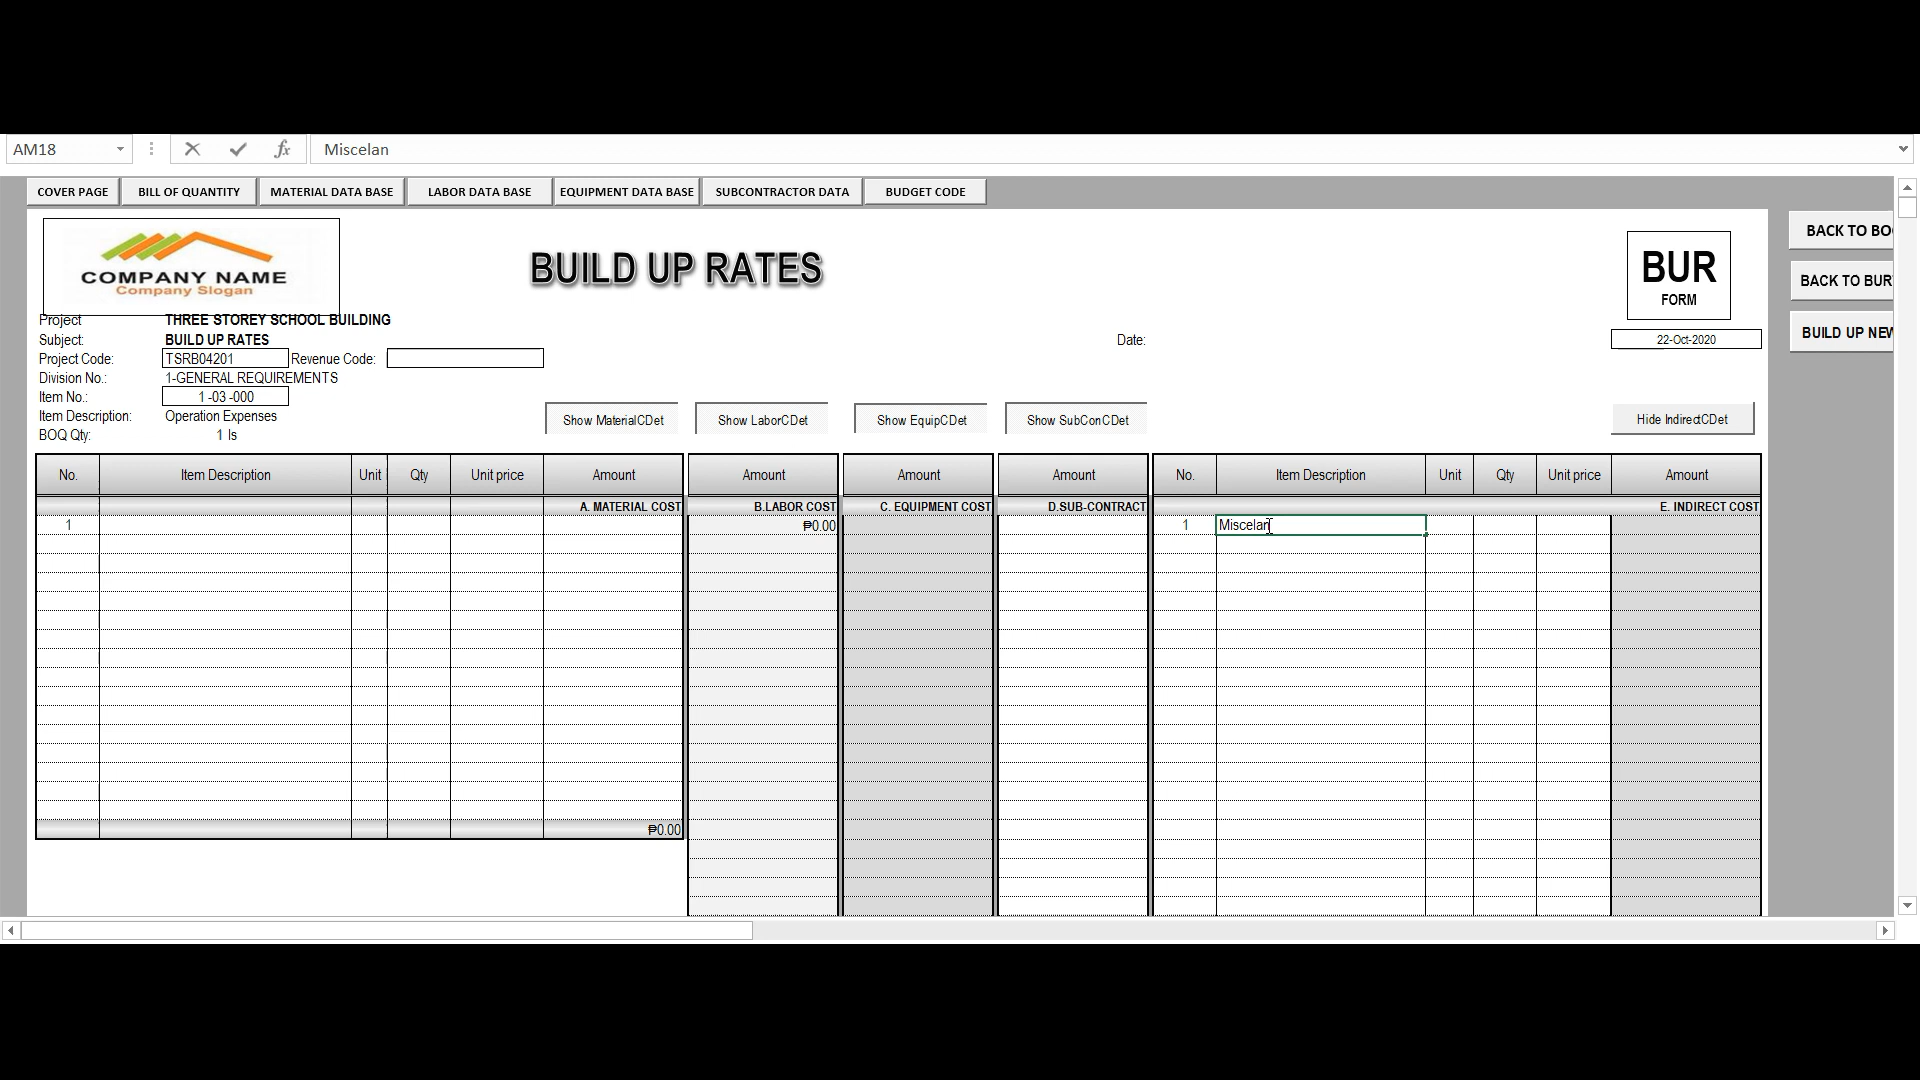 AM18 fx Miscelan
COVER PAGE BILL OF QUANTITY MATERIAL DATA BASE LABOR DATA BASE EQUIPMENT DATA BASE SUBCONTRACTOR DATA BUDGET CODE
COMPANY NAME
Company Slogan
BUILD UP RATES
BUR
FORM
BACK TO BO
BACK TO BUR
BUILD UP NEW
Project THREE STOREY SCHOOL BUILDING
Subject: BUILD UP RATES Date: 22-Oct-2020
Project Code: TSRB04201 Revenue Code:
Division No.: 1-GENERAL REQUIREMENTS
Item No.: 1 -03 -000
Item Description: Operation Expenses
BOQ Qty: 1 ls
Show MaterialCDet Show LaborCDet Show EquipCDet Show SubConCDet Hide IndirectCDet
No. Item Description Unit Qty Unit price Amount Amount Amount Amount No. Item Description Unit Qty Unit price Amount
A. MATERIAL COST B.LABOR COST C. EQUIPMENT COST D.SUB-CONTRACT E. INDIRECT COST
1 ₱0.00 1 Miscelan
₱0.00